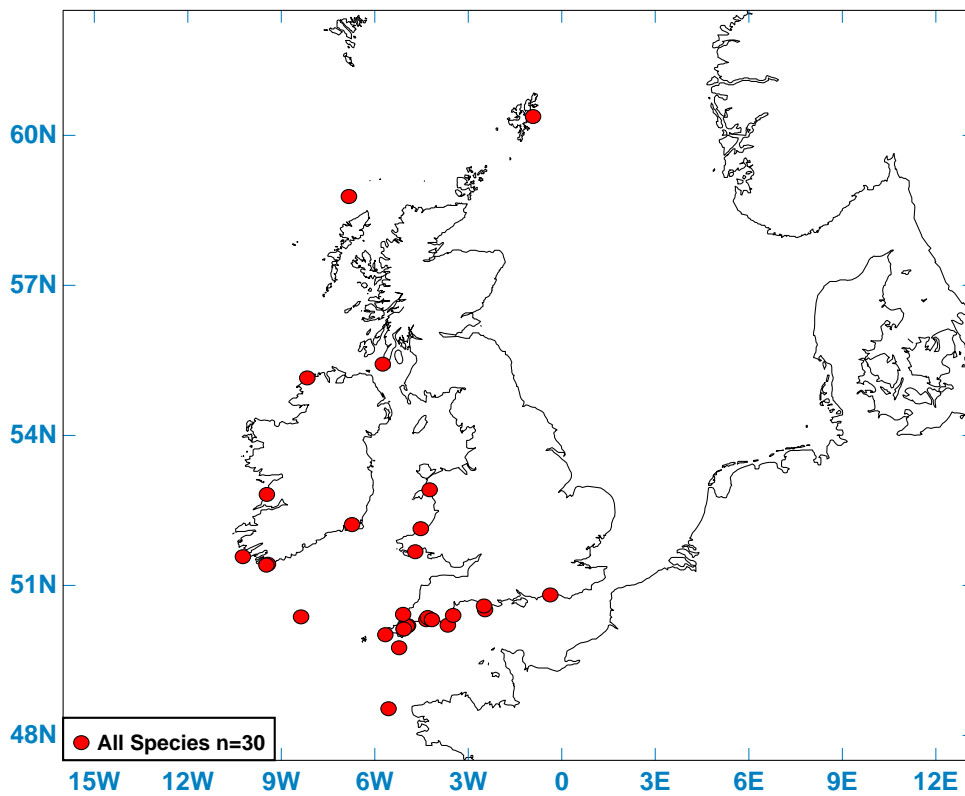 60N
57N
54N
51N
48N
All Species n=30
15W 12W 9W 6W 3W 0 3E 6E 9E 12E